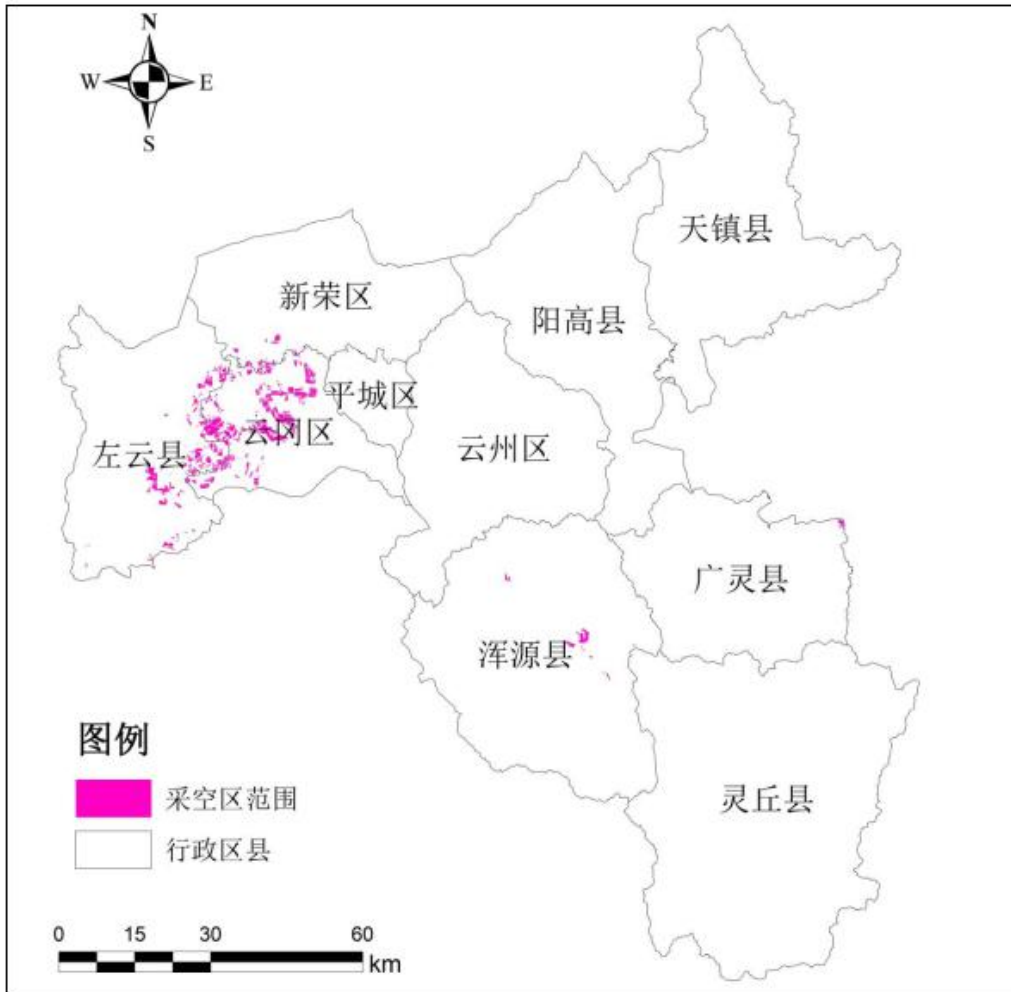 N
W E
S
天镇县
新荣区
阳高县
平城区
云冈区
左云县
云州区
广灵县
浑源县
灵丘县
图例
采空区范围
行政区县
0 15 30 60
km